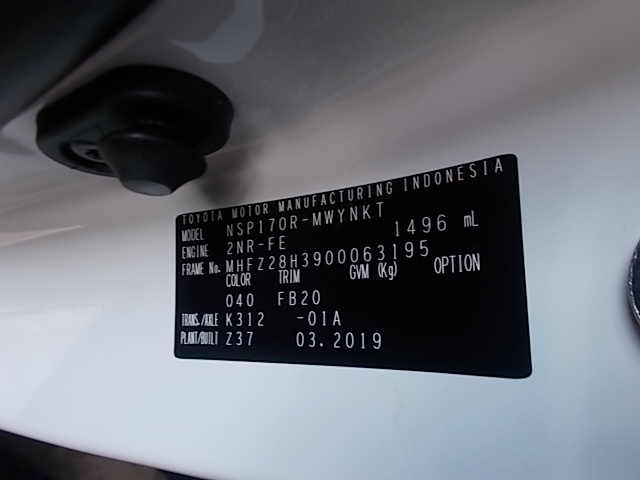 TOYOTA MOTOR MANUFACTURING INDONESIA
MODEL NSP170R-MWYNKT
ENGINE 2NR-FE 1496 mL
FRAME No. MHFZ28H3900063195
COLOR TRIM GVM (Kg) OPTION
040 FB20
TRANS./AXLE K312 -01A
PLANT/BUILT Z37 03.2019